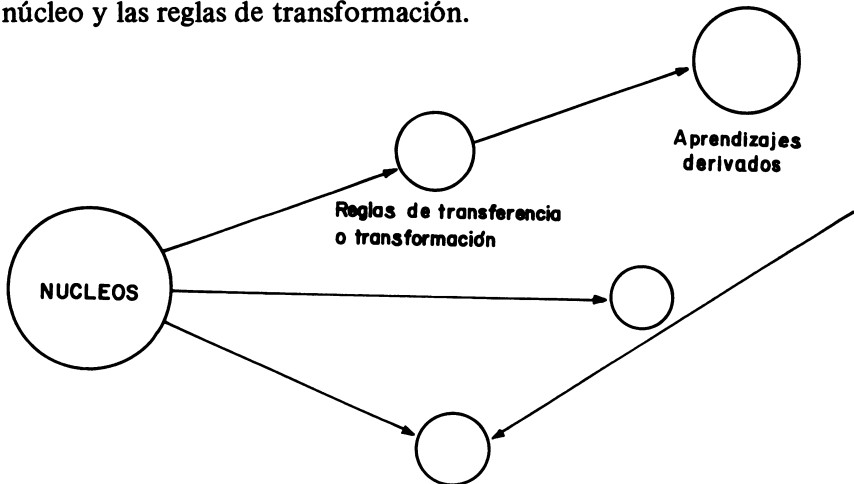 núcleo y las reglas de transformación.
Aprendizajes
derivados
Reglas de transferencia
o transformación
NUCLEOS